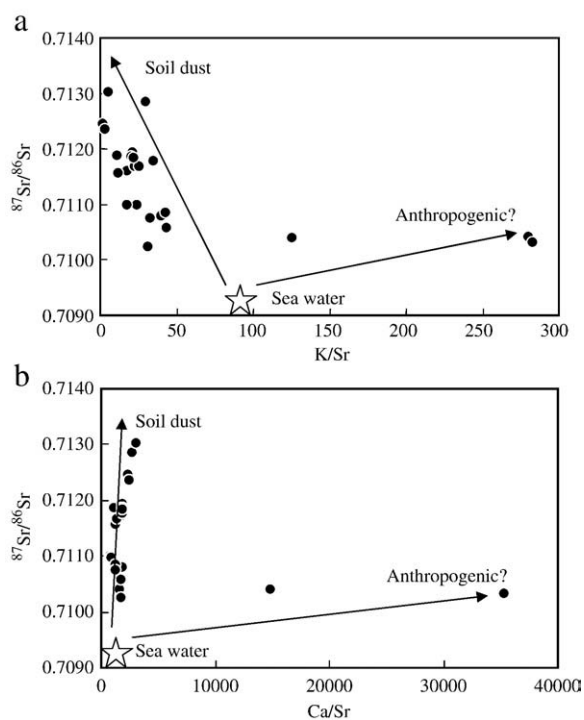 a
0.7140
Soil dust
0.7130
0.7120
87Sr/86Sr
0.7110
Anthropogenic?
0.7100
Sea water
0.7090
0 50 100 150 200 250 300
K/Sr
b
0.7140
Soil dust
0.7130
0.7120
87Sr/86Sr
0.7110
Anthropogenic?
0.7100
Sea water
0.7090
0 10000 20000 30000 40000
Ca/Sr